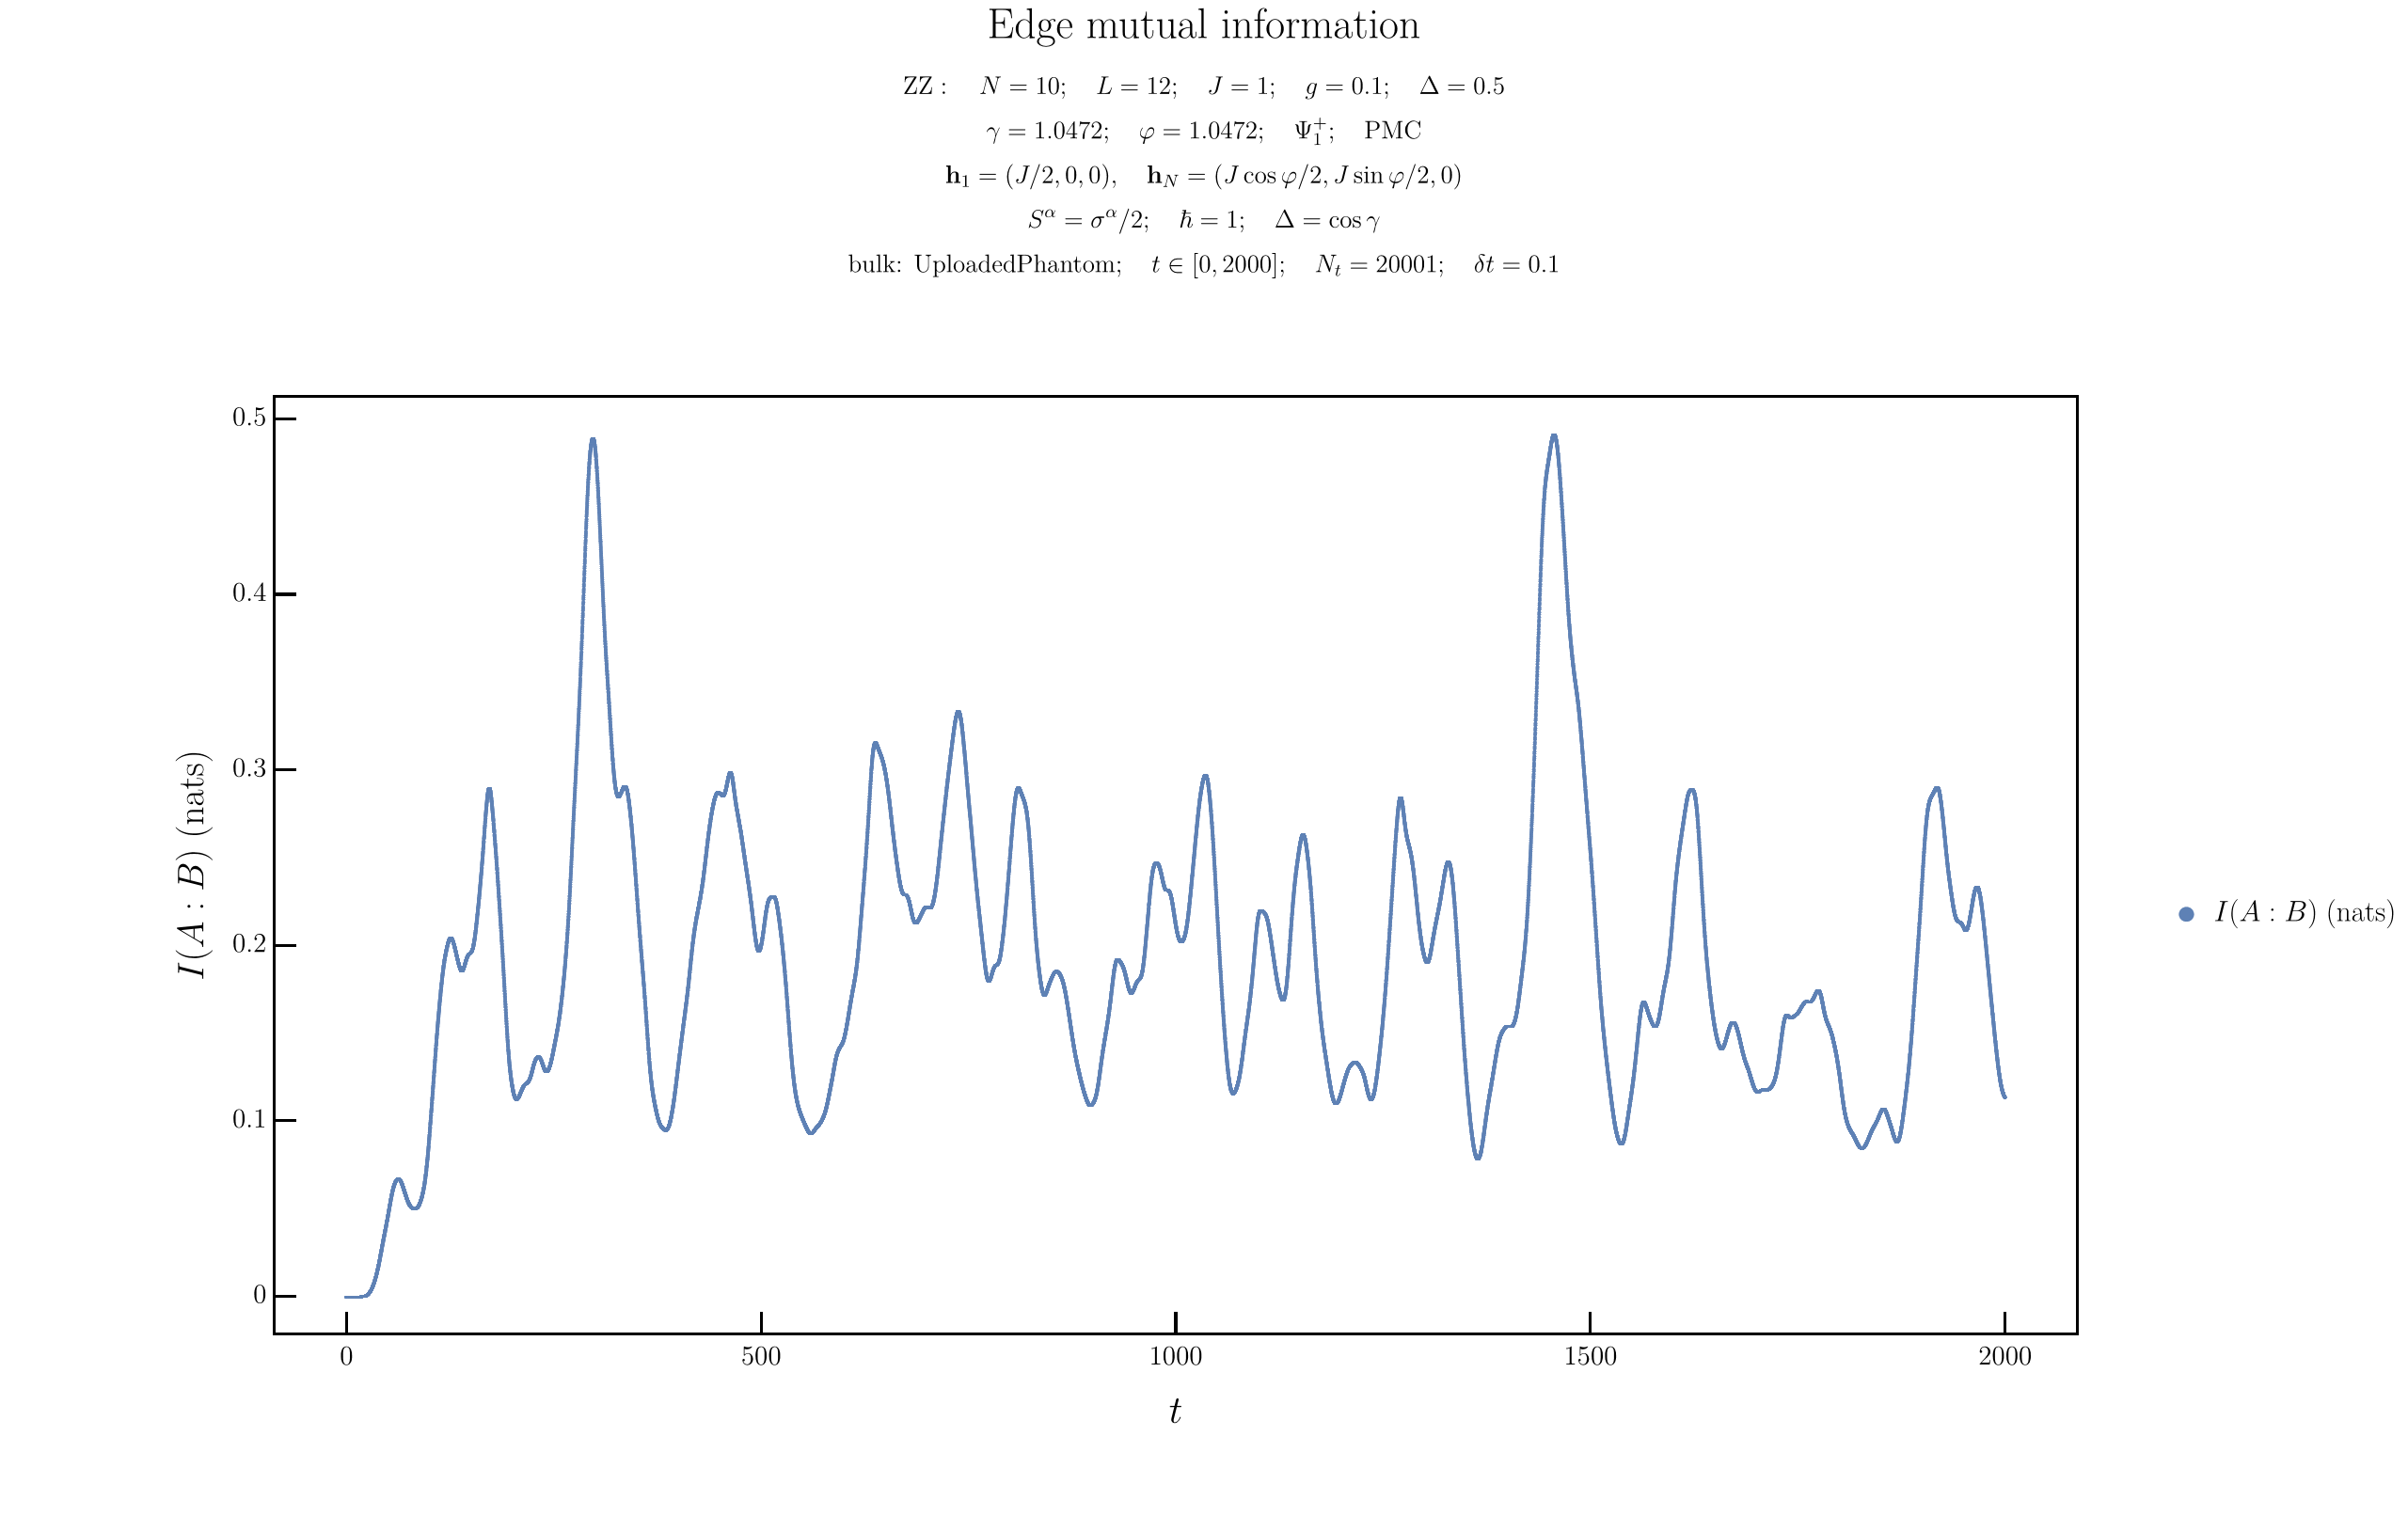 Edge mutual information
ZZ :   N = 10;   L = 12;   J = 1;   g = 0.1;   Δ = 0.5
γ = 1.0472;   φ = 1.0472;   Ψ₁⁺;   PMC
h₁ = (J/2, 0, 0),   h_N = (J cos φ/2, J sin φ/2, 0)
S^α = σ^α/2;   ℏ = 1;   Δ = cos γ
bulk: UploadedPhantom;   t ∈ [0, 2000];   N_t = 20001;   δt = 0.1
0.5
0.4
0.3
0.2
0.1
0
I(A : B) (nats)
0 500 1000 1500 2000
t
I(A : B) (nats)